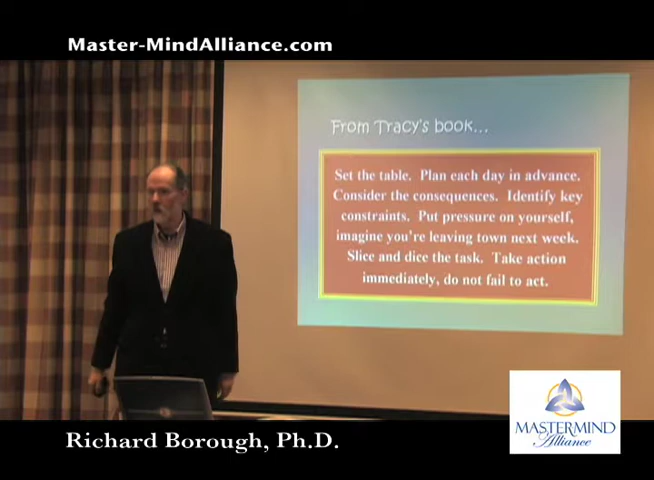 Master-MindAlliance.com
From Tracy's book...
Set the table. Plan each day in advance.
Consider the consequences. Identify key
constraints. Put pressure on yourself,
imagine you're leaving town next week.
Slice and dice the task. Take action
immediately, do not fail to act.
Richard Borough, Ph.D.
MASTERMIND
Alliance